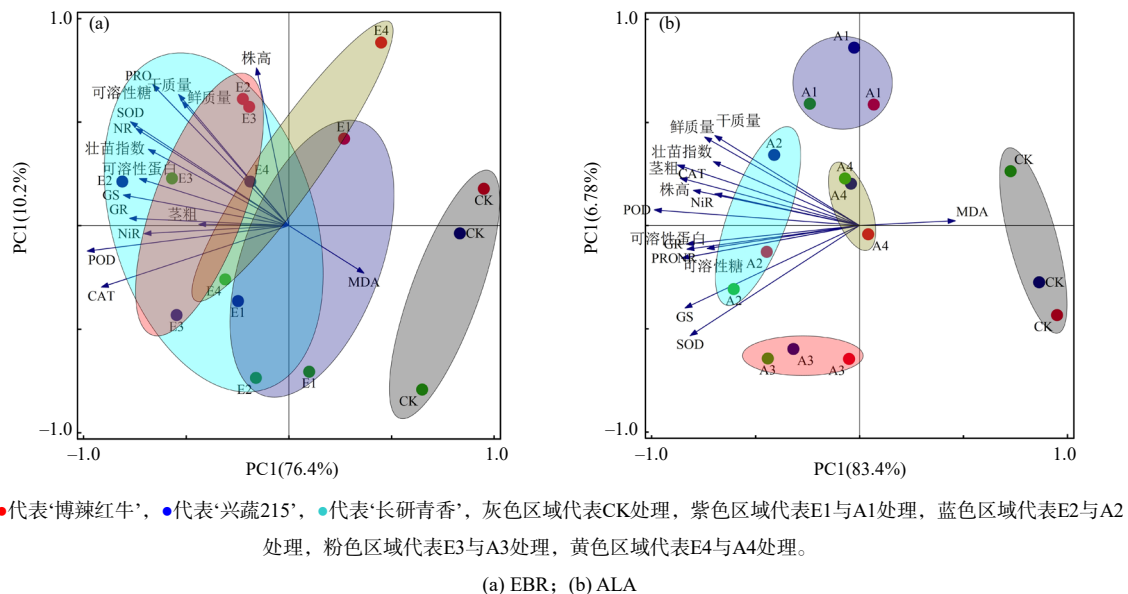 (a)
1.0
E4
株高
PRO
干质量
E2
可溶性糖
鲜质量
E3
SOD
NR
E1
壮苗指数
可溶性蛋白
E4
E2
E3
CK
GS
GR
茎粗
CK
NiR
POD
MDA
CAT
E4
E1
E3
E2
E1
CK
−1.0
−1.0
1.0
PC1(10.2%)
PC1(76.4%)
(b)
1.0
A1
A1
A1
干质量
鲜质量
A2
壮苗指数
CK
茎粗
CAT
A4
株高
A4
NiR
POD
MDA
可溶性蛋白
GR
A4
PRO
NR
可溶性糖
A2
CK
A2
GS
CK
SOD
A3
A3
A3
−1.0
−1.0
1.0
PC1(6.78%)
PC1(83.4%)
●代表‘博辣红牛’，●代表‘兴蔬215’，●代表‘长研青香’，灰色区域代表CK处理，紫色区域代表E1与A1处理，蓝色区域代表E2与A2
处理，粉色区域代表E3与A3处理，黄色区域代表E4与A4处理。
(a) EBR；(b) ALA